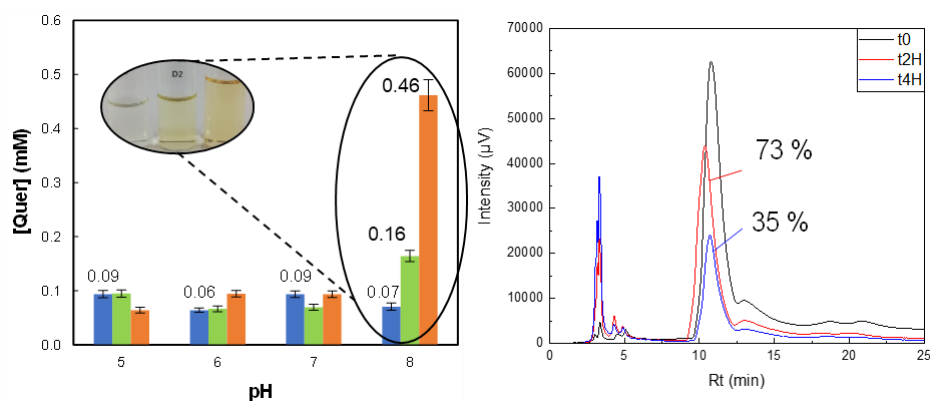 0.6
0.5
0.4
0.3
0.2
0.1
0.0
[Quer] (mM)
D2
0.46
0.16
0.09
0.06
0.09
0.07
5 6 7 8
pH
70000
60000
50000
40000
30000
20000
10000
0
Intensity (µV)
t0
t2H
t4H
73 %
35 %
0 5 10 15 20 25
Rt (min)